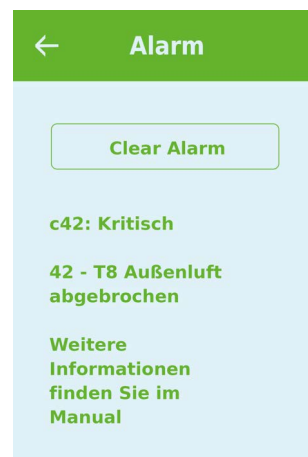 Alarm
Clear Alarm
c42: Kritisch
42 - T8 Außenluft
abgebrochen
Weitere
Informationen
finden Sie im
Manual